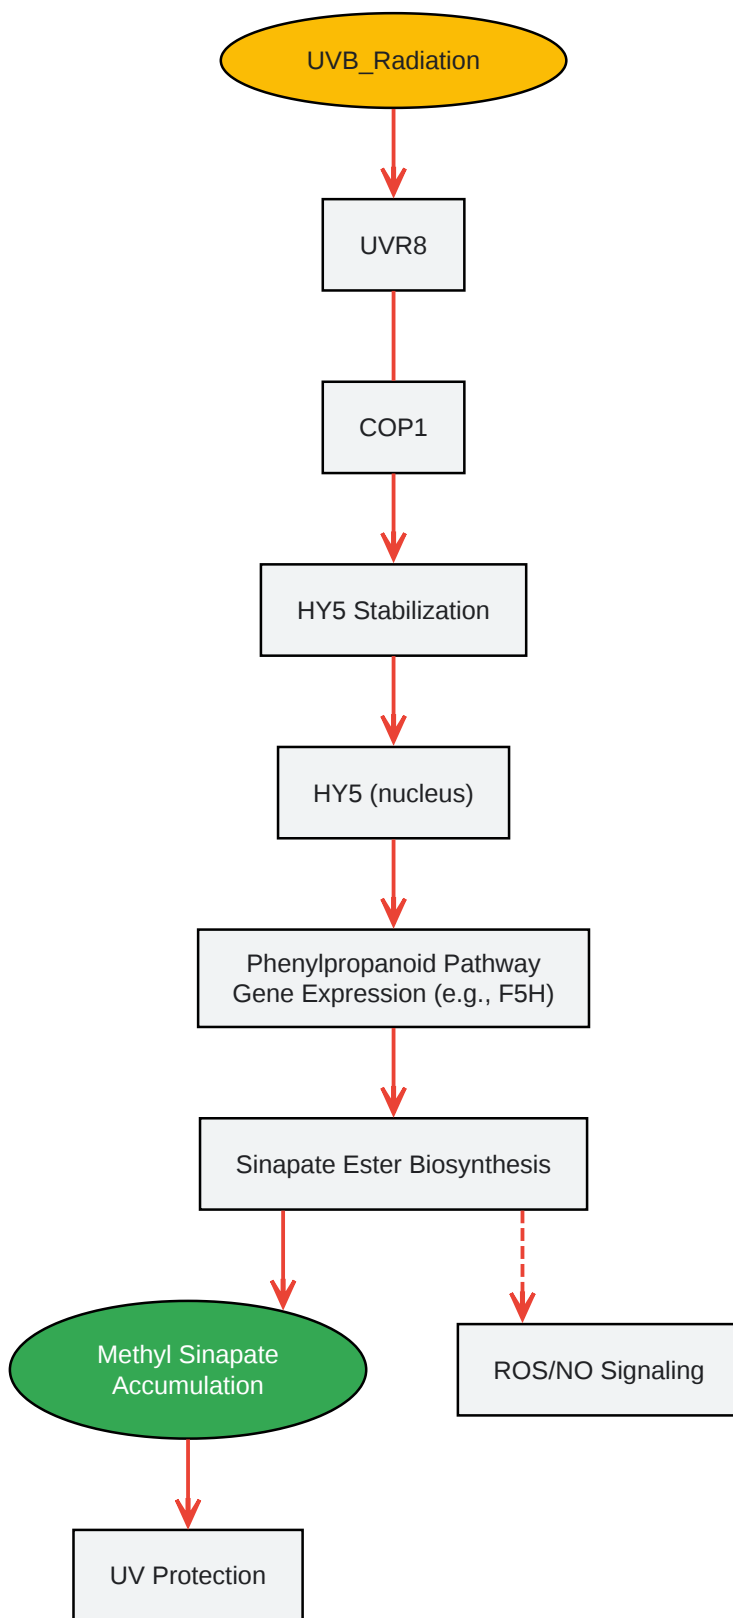 UVB_Radiation
UVR8
COP1
HY5 Stabilization
HY5 (nucleus)
Phenylpropanoid Pathway
Gene Expression (e.g., F5H)
Sinapate Ester Biosynthesis
Methyl Sinapate
Accumulation
ROS/NO Signaling
UV Protection